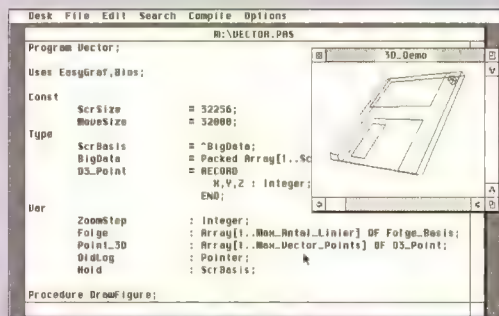 Desk File Edit Search Compile Options
M:\VECTOR.PAS
3D_Demo
Program Vector;
Uses EasyGraf,Bios;
Const
ScrSize = 32256;
MoveSize = 32000;
Type
ScrBasis = ^BigData;
BigData = Packed Array[1..Sc
D3_Point = RECORD
X,Y,Z : Integer;
END;
Var
ZoomStep : Integer;
Folge : Array[1..Max_Antal_Linier] OF Folge_Basis;
Point_3D : Array[1..Max_Vector_Points] OF D3_Point;
OldLog : Pointer;
Hold : ScrBasis;
Procedure DrawFigure;